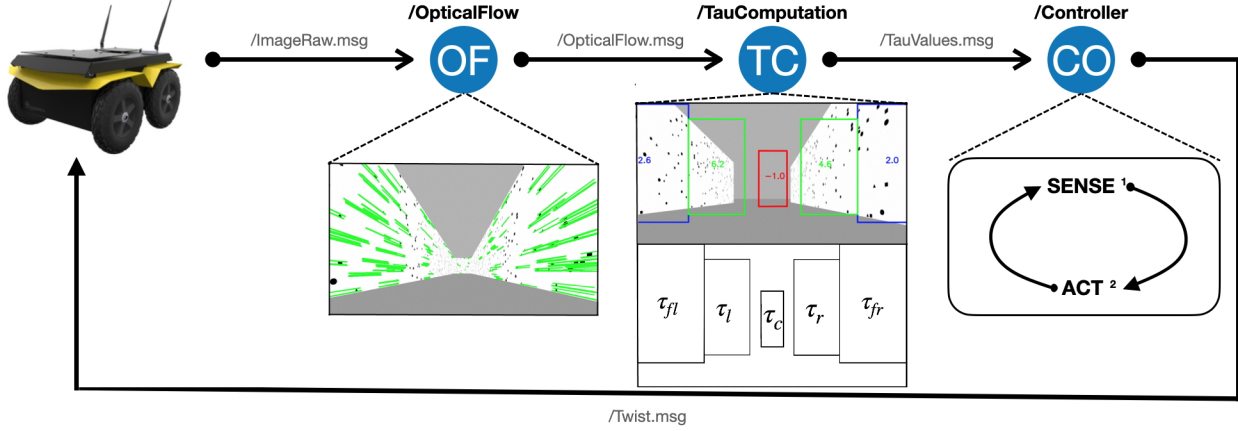 /OpticalFlow
/TauComputation
/Controller
/ImageRaw.msg
OF
/OpticalFlow.msg
TC
/TauValues.msg
CO
2.6
6.2
-1.0
4.6
2.0
SENSE 1
ACT 2
τfl
τl
τc
τr
τfr
/Twist.msg